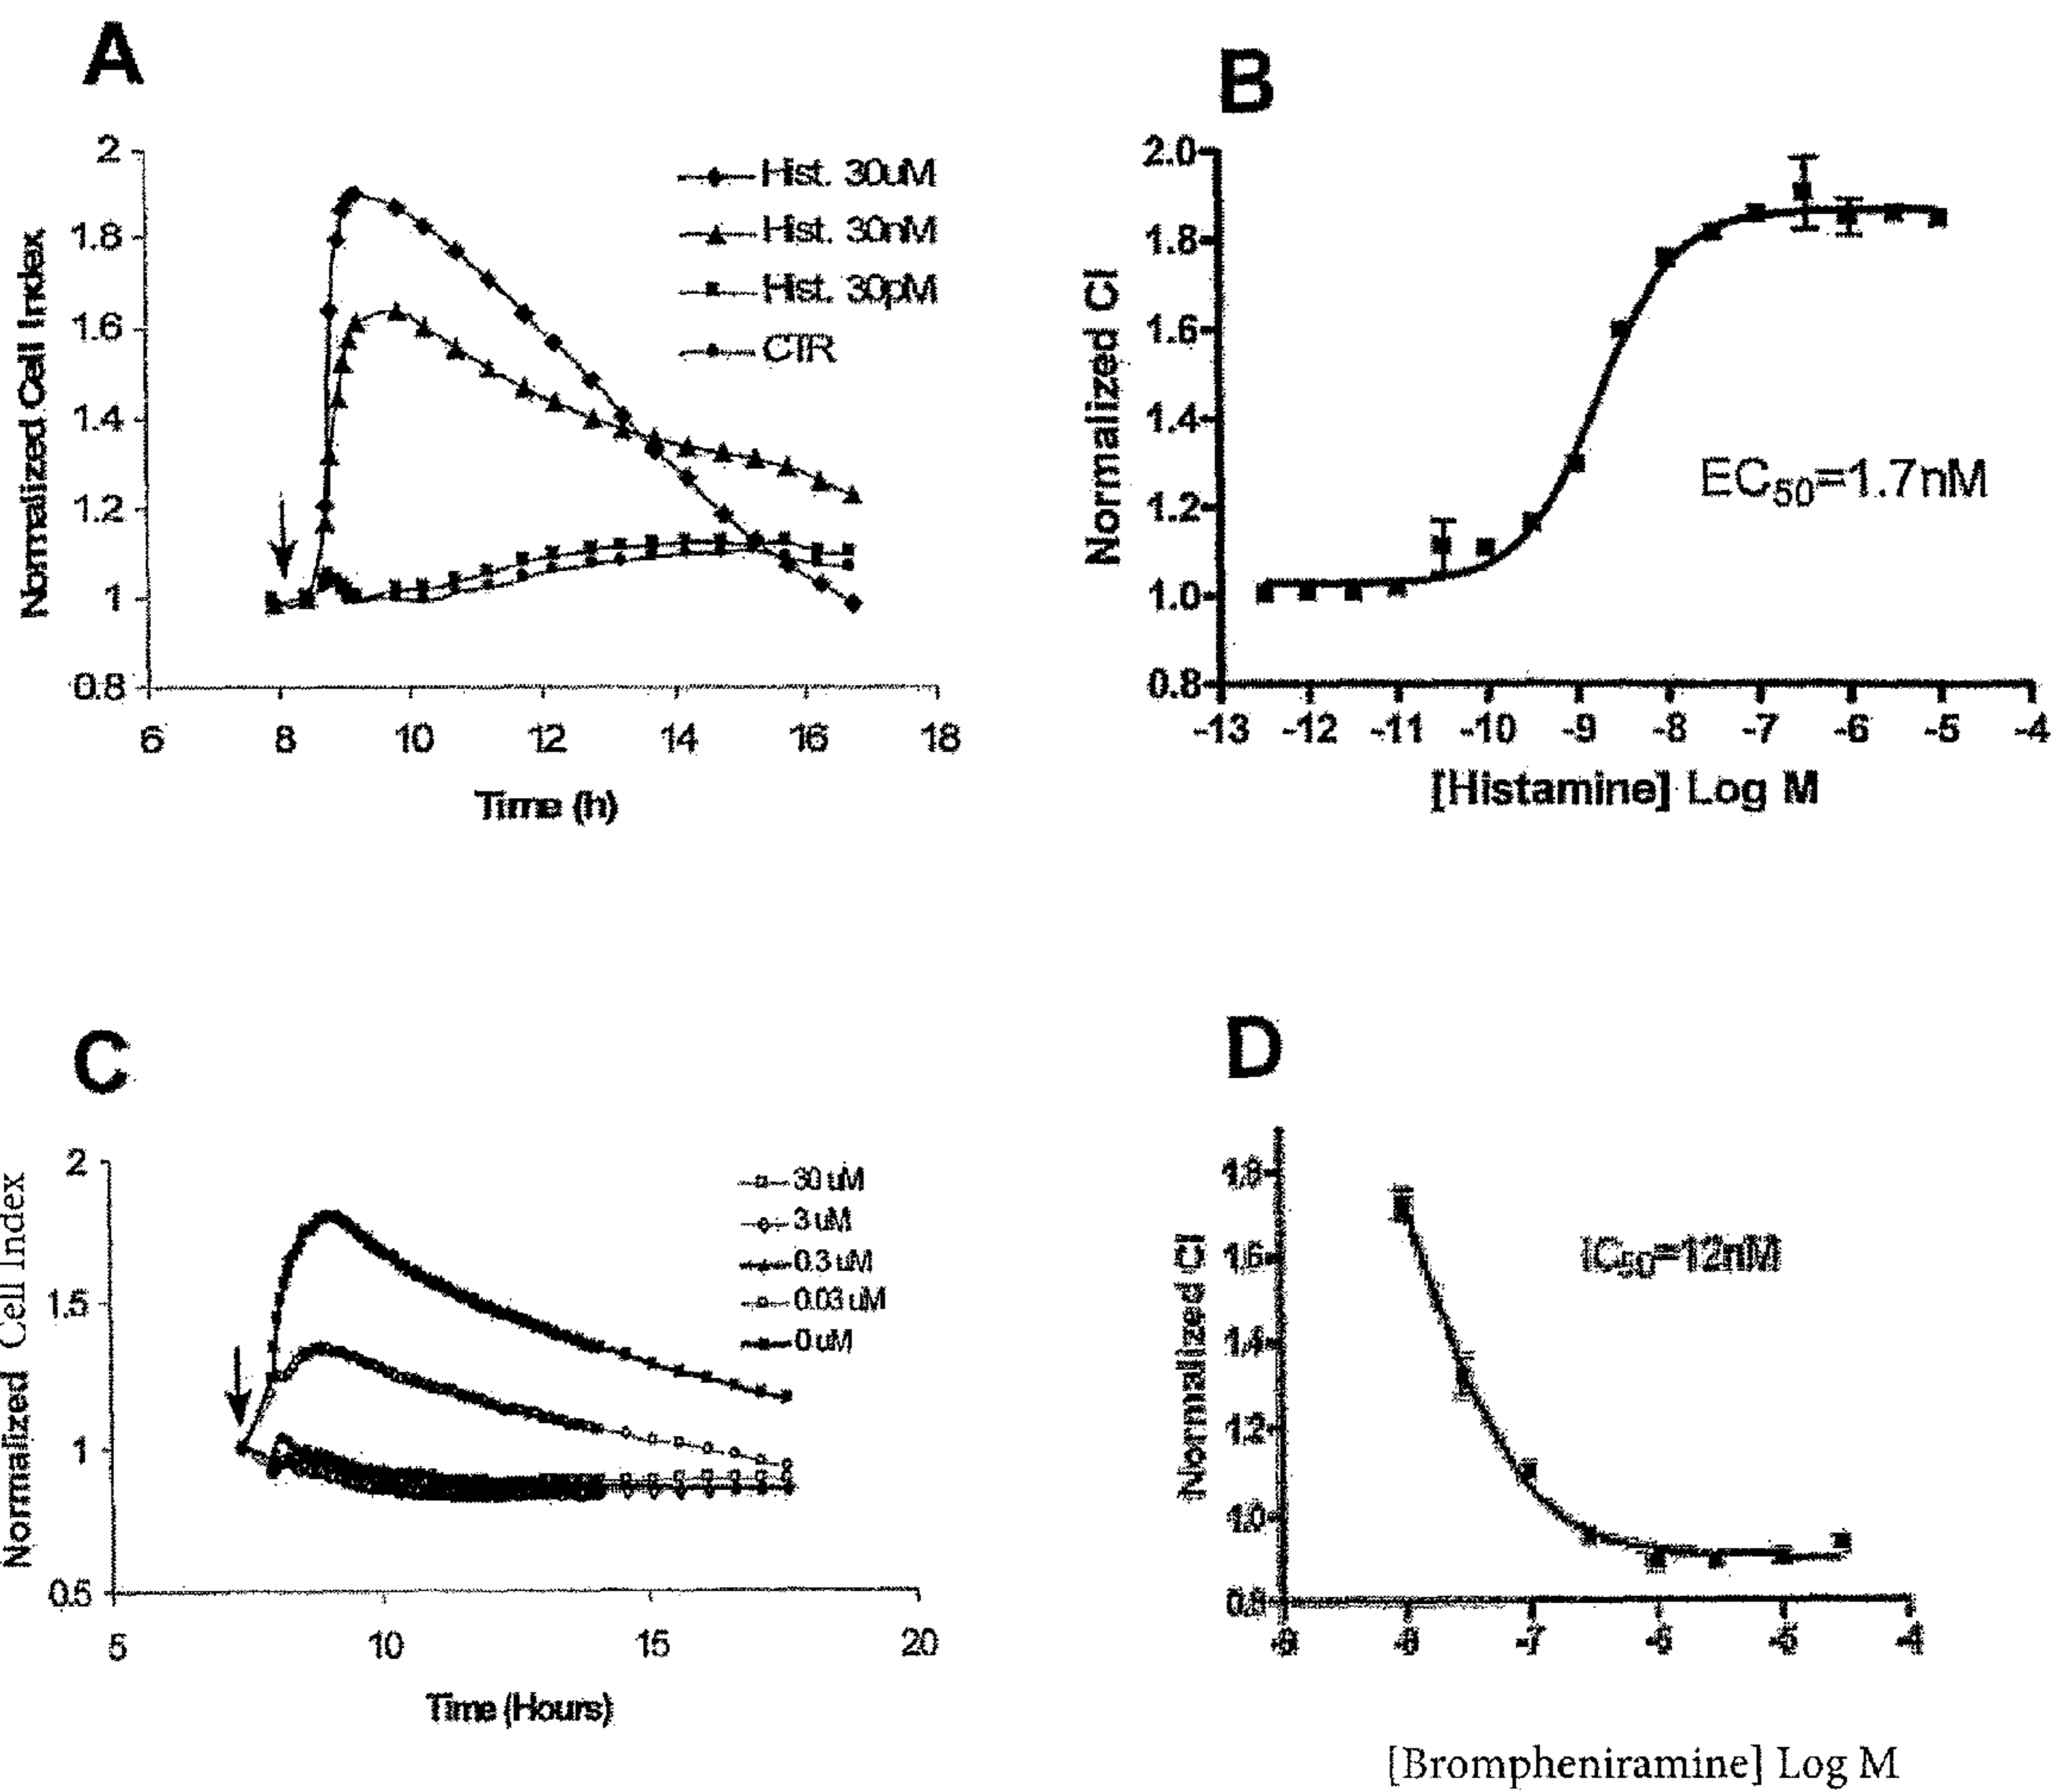 A
2
1.8
1.6
1.4
1.2
1
0.8
6 8 10 12 14 16 18
Normalized Cell Index
Time (h)
Hist. 30uM
Hist. 30nM
Hist. 30pM
CTR
B
2.0
1.8
1.6
1.4
1.2
1.0
0.8
-13 -12 -11 -10 -9 -8 -7 -6 -5 -4
Normalized CI
[Histamine] Log M
EC50=1.7nM
C
2
1.5
1
0.5
5 10 15 20
Normalized Cell Index
Time (Hours)
30 uM
3 uM
0.3 uM
0.03 uM
0 uM
D
1.8
1.6
1.4
1.2
1.0
0.8
-9 -8 -7 -6 -5 -4
Normalized CI
IC50=12nM
[Brompheniramine] Log M